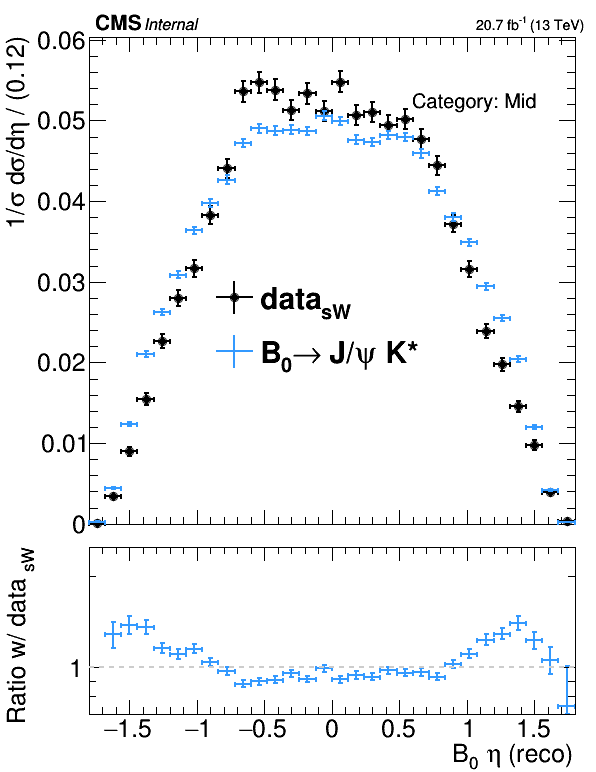 CMS Internal 20.7 fb⁻¹ (13 TeV)
1/σ dσ/dη / (0.12)
0.06
0.05
0.04
0.03
0.02
0.01
0
Category: Mid
data_sW
B₀→ J/ψ K*
Ratio w/ data_sW
1
−1.5 −1 −0.5 0 0.5 1 1.5
B₀ η (reco)